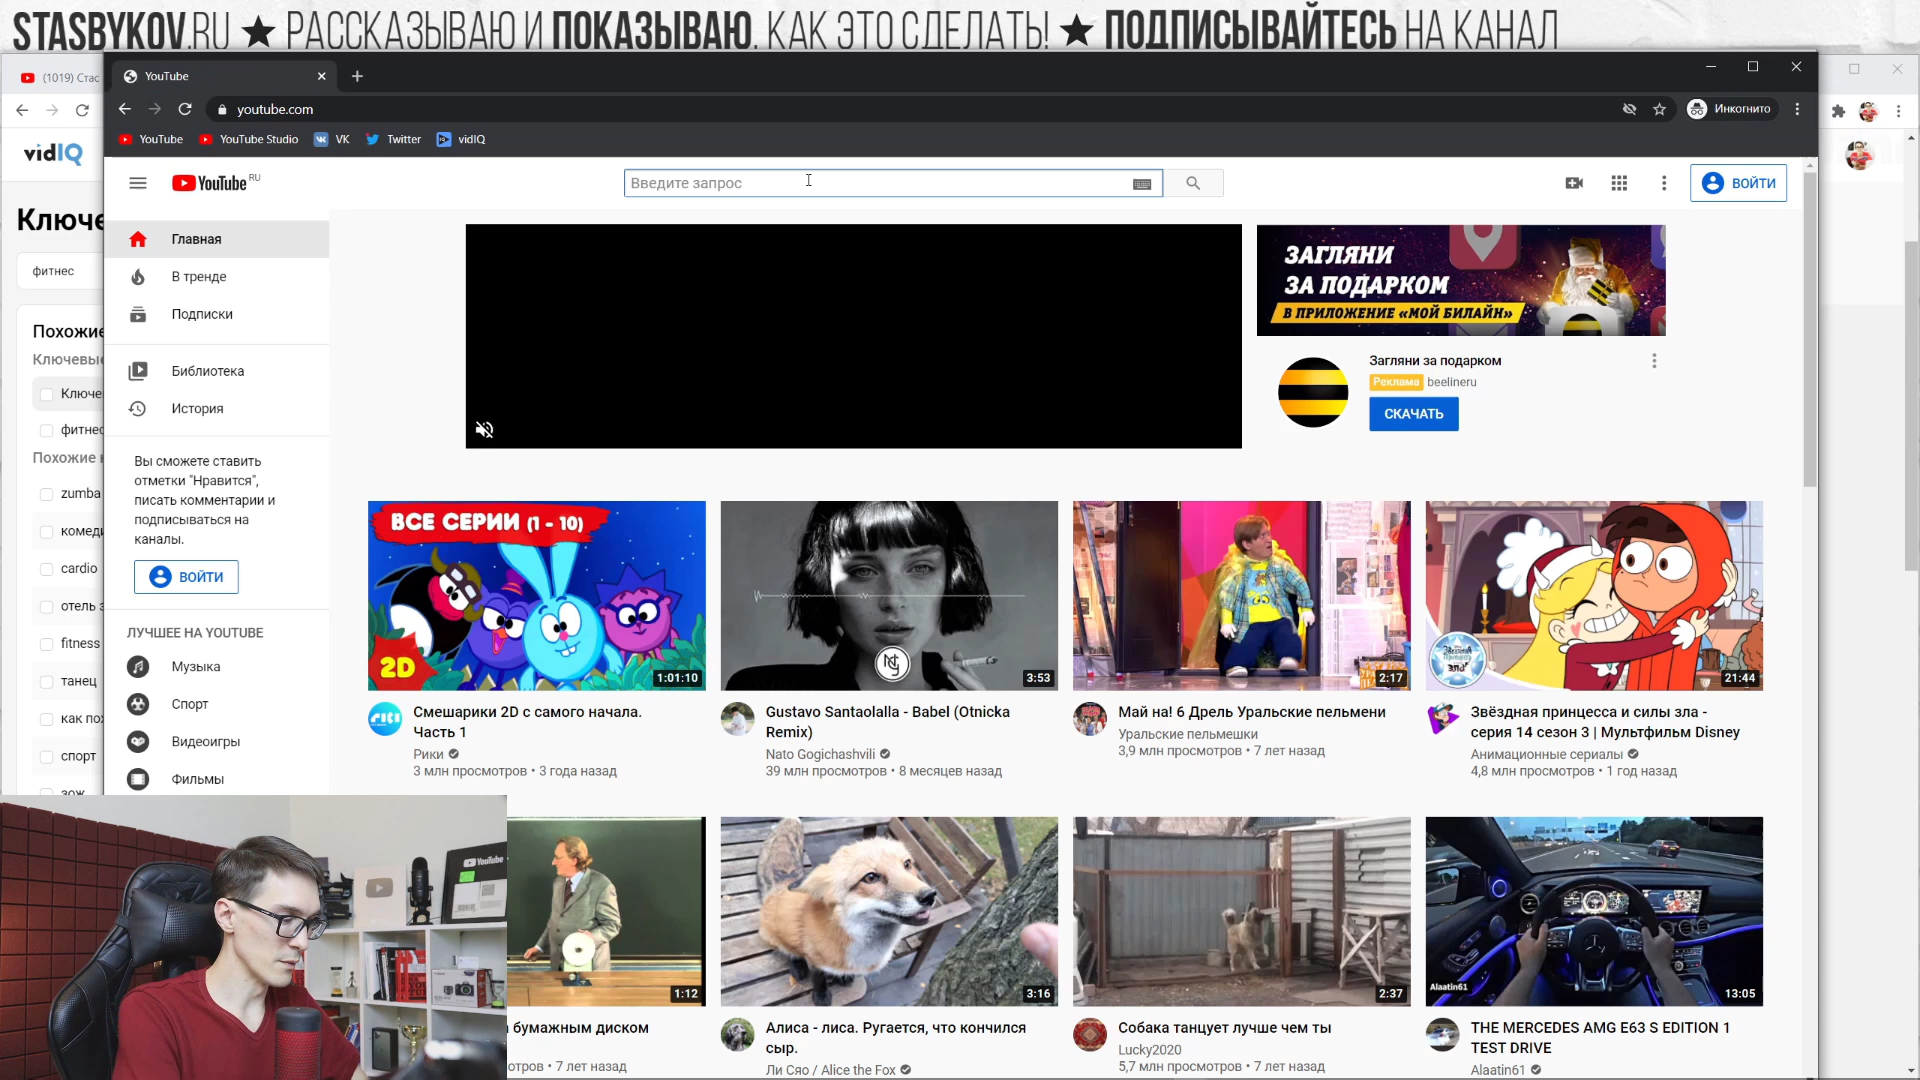 STASBYKOV.RU ★ РАССКАЗЫВАЮ И ПОКАЗЫВАЮ, КАК ЭТО СДЕЛАТЬ! ★ ПОДПИСЫВАЙТЕСЬ НА КАНАЛ
(1019) Стас
YouTube
youtube.com
Инкогнито
YouTube
YouTube Studio
VK
Twitter
vidIQ
vidIQ
YouTube RU
Введите запрос
ВОЙТИ
Ключе
фитнес
Похожие
Ключевые
Ключе
фитнес
Похожие
zumba
комеди
cardio
отель
fitness
танец
как по
спорт
зож
Главная
В тренде
Подписки
Библиотека
История
Вы сможете ставить
отметки "Нравится",
писать комментарии и
подписываться на
каналы.
ВОЙТИ
ЛУЧШЕЕ НА YOUTUBE
Музыка
Спорт
Видеоигры
Фильмы
ЗАГЛЯНИ
ЗА ПОДАРКОМ
В ПРИЛОЖЕНИЕ «МОЙ БИЛАЙН»
Загляни за подарком
Реклама beelineru
СКАЧАТЬ
ВСЕ СЕРИИ (1 - 10)
2D
1:01:10
Смешарики 2D с самого начала.
Часть 1
Рики
3 млн просмотров • 3 года назад
3:53
Gustavo Santaolalla - Babel (Otnicka
Remix)
Nato Gogichashvili
39 млн просмотров • 8 месяцев назад
2:17
Май на! 6 Дрель Уральские пельмени
Уральские пельмешки
3,9 млн просмотров • 7 лет назад
21:44
Звёздная принцесса и силы зла -
серия 14 сезон 3 | Мультфильм Disney
Анимационные сериалы
4,8 млн просмотров • 1 год назад
YouTube
1:12
бумажным диском
отров • 7 лет назад
3:16
Алиса - лиса. Ругается, что кончился
сыр.
Ли Сяо / Alice the Fox
2:37
Собака танцует лучше чем ты
Lucky2020
5,7 млн просмотров • 7 лет назад
Alaatin61
13:05
THE MERCEDES AMG E63 S EDITION 1
TEST DRIVE
Alaatin61